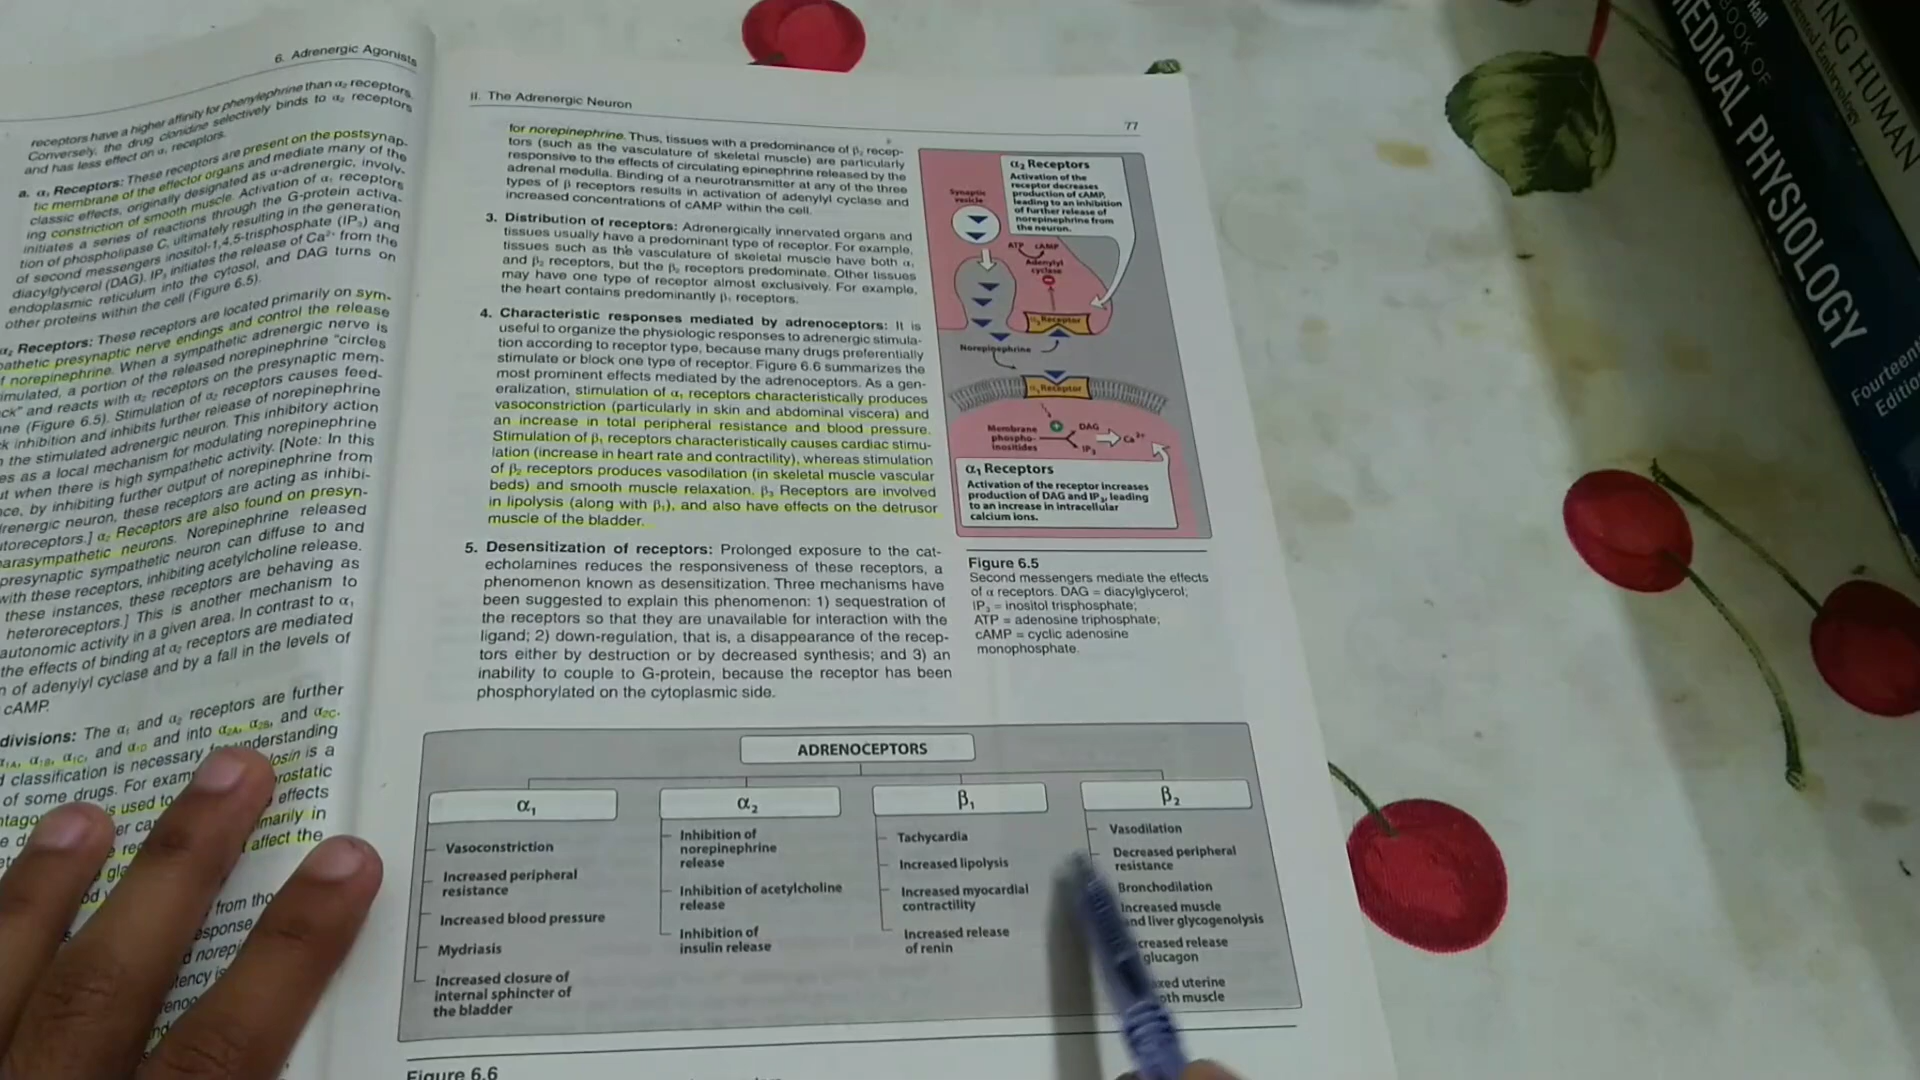 6. Adrenergic Agonists
receptors have a higher affinity for phenylephrine than α₂ receptors.
Conversely, the drug clonidine selectively binds to α₂ receptors
and has less effect on α₁ receptors.
a. α₁ Receptors: These receptors are present on the postsynap-
tic membrane of the effector organs and mediate many of the
classic effects, originally designated as α-adrenergic, involv-
ing constriction of smooth muscle. Activation of α₁ receptors
initiates a series of reactions through the G-protein activa-
tion of phospholipase C, ultimately resulting in the generation
of second messengers inositol-1,4,5-trisphosphate (IP₃) and
diacylglycerol (DAG). IP₃ initiates the release of Ca²⁺ from the
endoplasmic reticulum into the cytosol, and DAG turns on
other proteins within the cell (Figure 6.5).
α₂ Receptors: These receptors are located primarily on sym-
pathetic presynaptic nerve endings and control the release
f norepinephrine. When a sympathetic adrenergic nerve is
imulated, a portion of the released norepinephrine "circles
ck" and reacts with α₂ receptors on the presynaptic mem-
ne (Figure 6.5). Stimulation of α₂ receptors causes feed-
k inhibition and inhibits further release of norepinephrine
the stimulated adrenergic neuron. This inhibitory action
es as a local mechanism for modulating norepinephrine
ut when there is high sympathetic activity. [Note: In this
ce, by inhibiting further output of norepinephrine from
drenergic neuron, these receptors are acting as inhibi-
utoreceptors.] α₂ Receptors are also found on presyn-
parasympathetic neurons. Norepinephrine released
presynaptic sympathetic neuron can diffuse to and
with these receptors, inhibiting acetylcholine release.
these instances, these receptors are behaving as
heteroreceptors.] This is another mechanism to
autonomic activity in a given area. In contrast to α₁
the effects of binding at α₂ receptors are mediated
n of adenylyl cyclase and by a fall in the levels of
cAMP.
divisions: The α₁ and α₂ receptors are further
α₁A, α₁B, α₁C, and α₁D and into α₂A, α₂B, and α₂C.
d classification is necessary for understanding
of some drugs. For exam losin is a
is used to rostatic
effects
marily in
affect the
II. The Adrenergic Neuron
77
for norepinephrine. Thus, tissues with a predominance of β₂ recep-
tors (such as the vasculature of skeletal muscle) are particularly
responsive to the effects of circulating epinephrine released by the
adrenal medulla. Binding of a neurotransmitter at any of the three
types of β receptors results in activation of adenylyl cyclase and
increased concentrations of cAMP within the cell.
3. Distribution of receptors: Adrenergically innervated organs and
tissues usually have a predominant type of receptor. For example,
tissues such as the vasculature of skeletal muscle have both α₁
and β₂ receptors, but the β₂ receptors predominate. Other tissues
may have one type of receptor almost exclusively. For example,
the heart contains predominantly β₁ receptors.
4. Characteristic responses mediated by adrenoceptors: It is
useful to organize the physiologic responses to adrenergic stimula-
tion according to receptor type, because many drugs preferentially
stimulate or block one type of receptor. Figure 6.6 summarizes the
most prominent effects mediated by the adrenoceptors. As a gen-
eralization, stimulation of α₁ receptors characteristically produces
vasoconstriction (particularly in skin and abdominal viscera) and
an increase in total peripheral resistance and blood pressure.
Stimulation of β₁ receptors characteristically causes cardiac stimu-
lation (increase in heart rate and contractility), whereas stimulation
of β₂ receptors produces vasodilation (in skeletal muscle vascular
beds) and smooth muscle relaxation. β₃ Receptors are involved
in lipolysis (along with β₁), and also have effects on the detrusor
muscle of the bladder.
5. Desensitization of receptors: Prolonged exposure to the cat-
echolamines reduces the responsiveness of these receptors, a
phenomenon known as desensitization. Three mechanisms have
been suggested to explain this phenomenon: 1) sequestration of
the receptors so that they are unavailable for interaction with the
ligand; 2) down-regulation, that is, a disappearance of the recep-
tors either by destruction or by decreased synthesis; and 3) an
inability to couple to G-protein, because the receptor has been
phosphorylated on the cytoplasmic side.
α₂ Receptors
Activation of the
receptor decreases
production of cAMP,
leading to an inhibition
of further release of
norepinephrine from
the neuron.
Synaptic
vesicle
ATP cAMP
Adenylyl
cyclase
α₂ Receptor
Norepinephrine
α₁ Receptor
Membrane
phospho-
inositides
DAG
IP₃
Ca²⁺
α₁ Receptors
Activation of the receptor increases
production of DAG and IP₃, leading
to an increase in intracellular
calcium ions.
Figure 6.5
Second messengers mediate the effects
of α receptors. DAG = diacylglycerol;
IP₃ = inositol trisphosphate;
ATP = adenosine triphosphate;
cAMP = cyclic adenosine
monophosphate.
ADRENOCEPTORS
α₁
Vasoconstriction
Increased peripheral
resistance
Increased blood pressure
Mydriasis
Increased closure of
internal sphincter of
the bladder
α₂
Inhibition of
norepinephrine
release
Inhibition of acetylcholine
release
Inhibition of
insulin release
β₁
Tachycardia
Increased lipolysis
Increased myocardial
contractility
Increased release
of renin
β₂
Vasodilation
Decreased peripheral
resistance
Bronchodilation
Increased muscle
and liver glycogenolysis
creased release
glucagon
xed uterine
oth muscle
Figure 6.6
Hall
BOOK OF
MEDICAL PHYSIOLOGY
Fourteent
Editio
ING HUMAN
Embryology